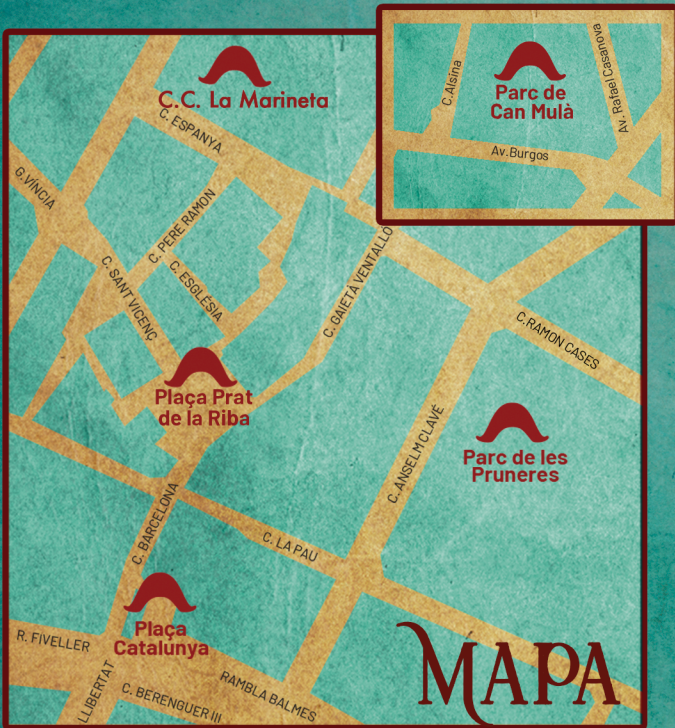 C.C. La Marineta
C. ESPANYA
G.VÍNCIA
C. PERE RAMON
C. SANT VICENÇ
C. ESGLÉSIA
C. GAIETÀ VENTALLÓ
Parc de
Can Mulà
C.Alsina
Av. Rafael Casanova
Av.Burgos
C.RAMON CASES
Plaça Prat
de la Riba
C. ANSELM CLAVÉ
Parc de les
Pruneres
C. BARCELONA
C. LA PAU
Plaça
Catalunya
R. FIVELLER
LLIBERTAT
C. BERENGUER III
RAMBLA BALMES
MAPA